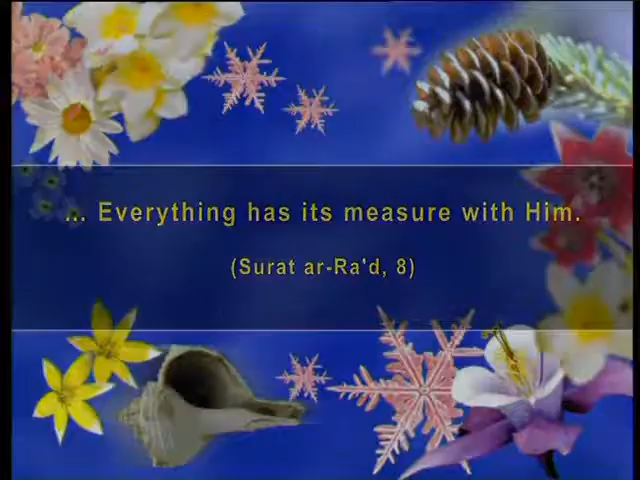 ... Everything has its measure with Him.
(Surat ar-Ra'd, 8)